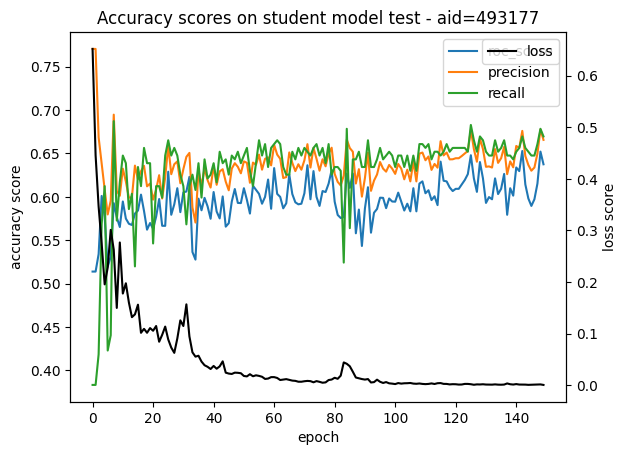 Accuracy scores on student model test - aid=493177
accuracy score
0.75
0.70
0.65
0.60
0.55
0.50
0.45
0.40
loss
precision
recall
0.6
0.5
0.4
0.3
0.2
0.1
0.0
loss score
0 20 40 60 80 100 120 140
epoch